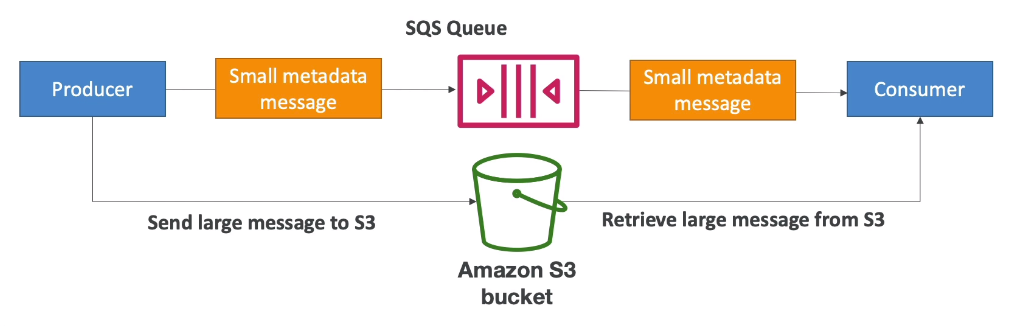 SQS Queue
Producer
Small metadata
message
Small metadata
message
Consumer
Send large message to S3
Retrieve large message from S3
Amazon S3
bucket